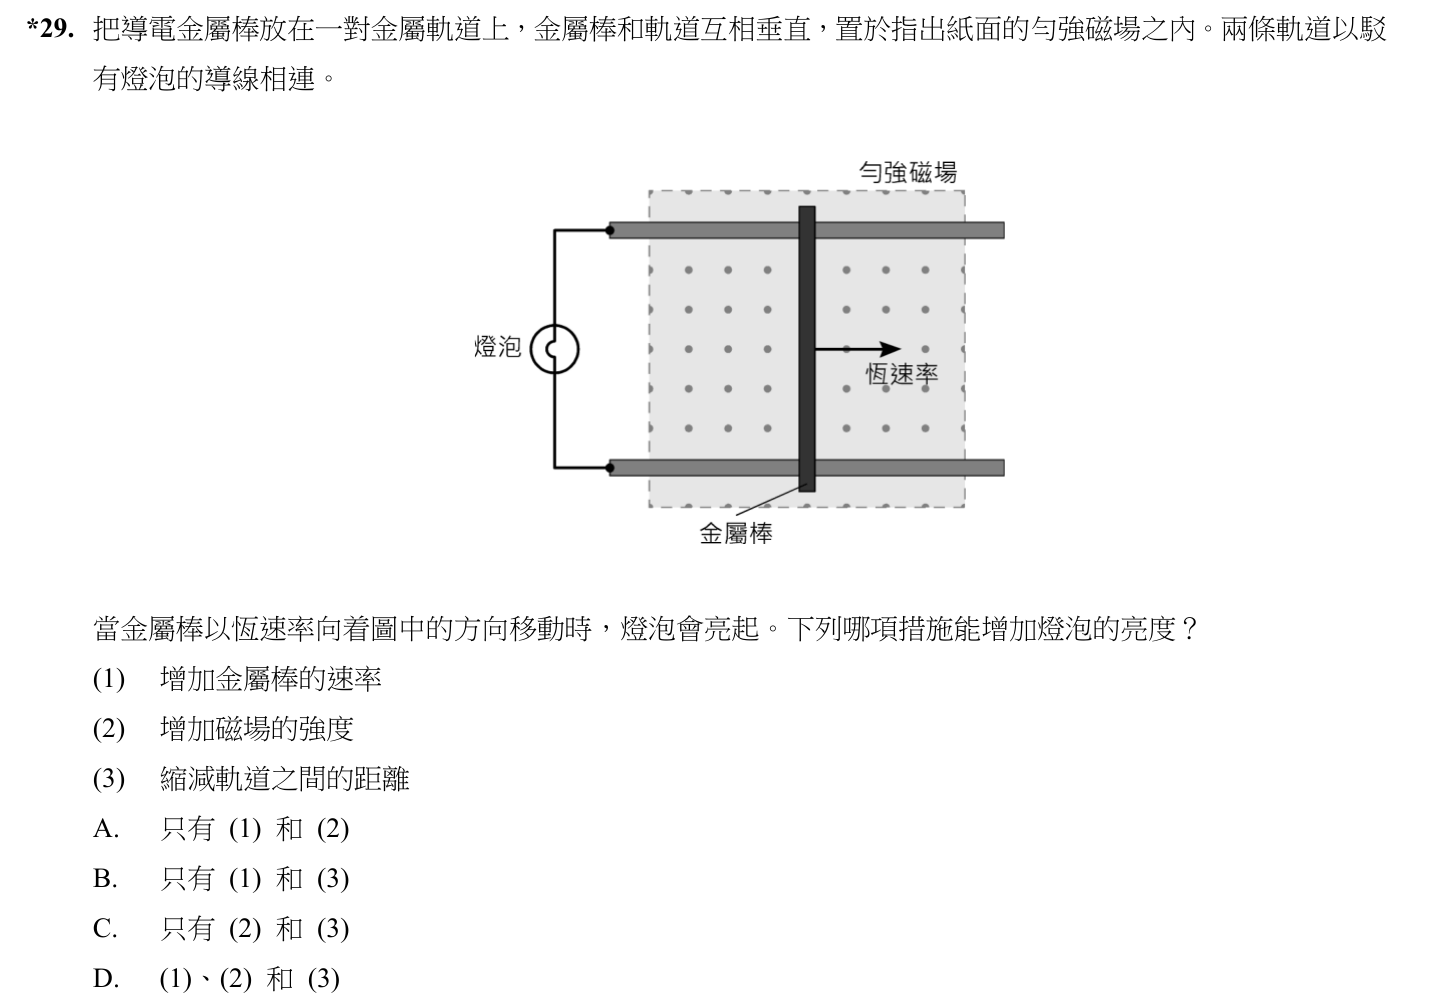 *29. 把導電金屬棒放在一對金屬軌道上，金屬棒和軌道互相垂直，置於指出紙面的勻強磁場之內。兩條軌道以駁
有燈泡的導線相連。
勻強磁場
燈泡
恆速率
金屬棒
當金屬棒以恆速率向着圖中的方向移動時，燈泡會亮起。下列哪項措施能增加燈泡的亮度？
(1) 增加金屬棒的速率
(2) 增加磁場的強度
(3) 縮減軌道之間的距離
A. 只有 (1) 和 (2)
B. 只有 (1) 和 (3)
C. 只有 (2) 和 (3)
D. (1)、(2) 和 (3)